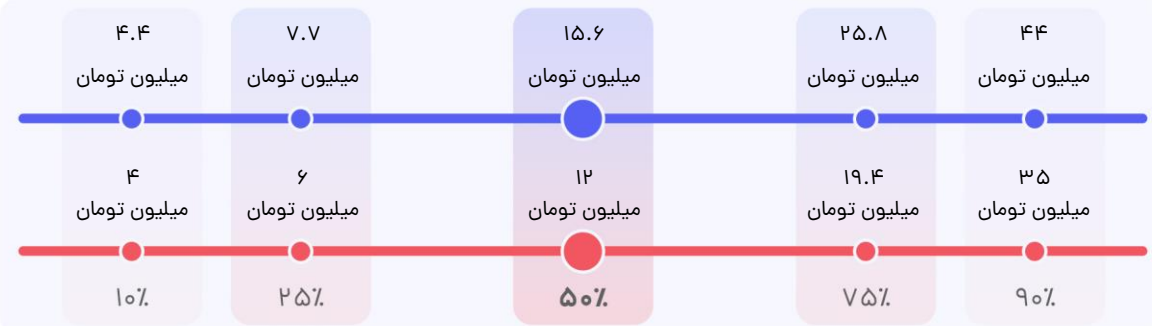 ۴.۴ ۷.۷ ۱۵.۶ ۲۵.۸ ۴۴
میلیون تومان میلیون تومان میلیون تومان میلیون تومان میلیون تومان
۴ ۶ ۱۲ ۱۹.۴ ۳۵
میلیون تومان میلیون تومان میلیون تومان میلیون تومان میلیون تومان
۱۰٪ ۲۵٪ ۵۰٪ ۷۵٪ ۹۰٪